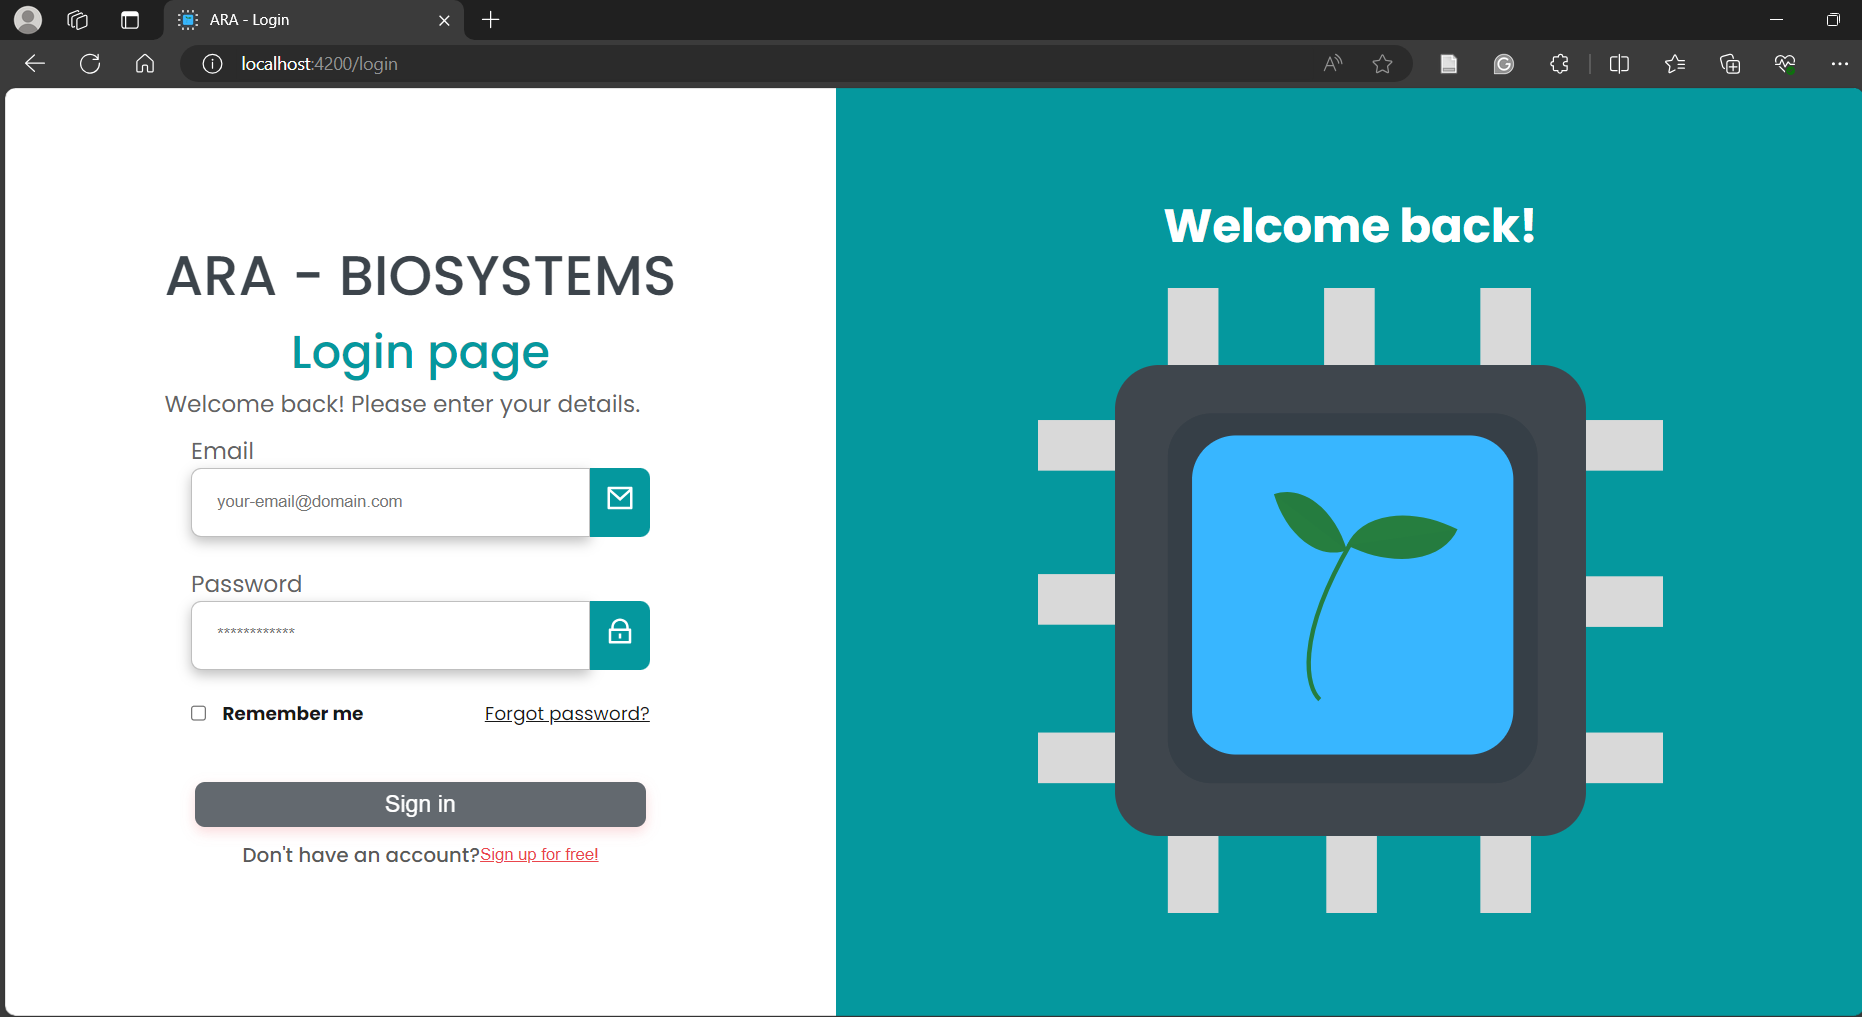 ARA - Login
localhost:4200/login
ARA - BIOSYSTEMS
Login page
Welcome back! Please enter your details.
Email
your-email@domain.com
Password
************
Remember me
Forgot password?
Sign in
Don't have an account?Sign up for free!
Welcome back!